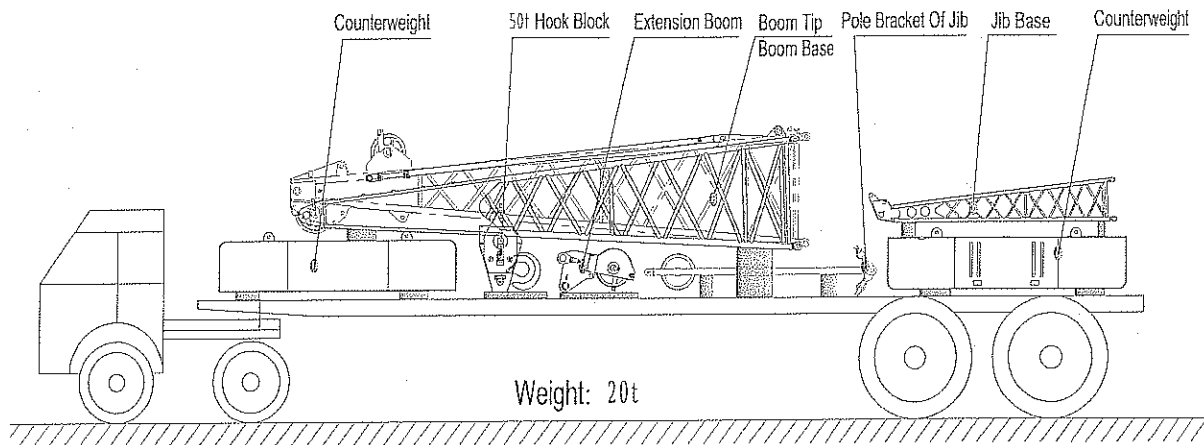 Counterweight
50t Hook Block
Extension Boom
Boom Tip
Boom Base
Pole Bracket Of Jib
Jib Base
Counterweight
Weight: 20t